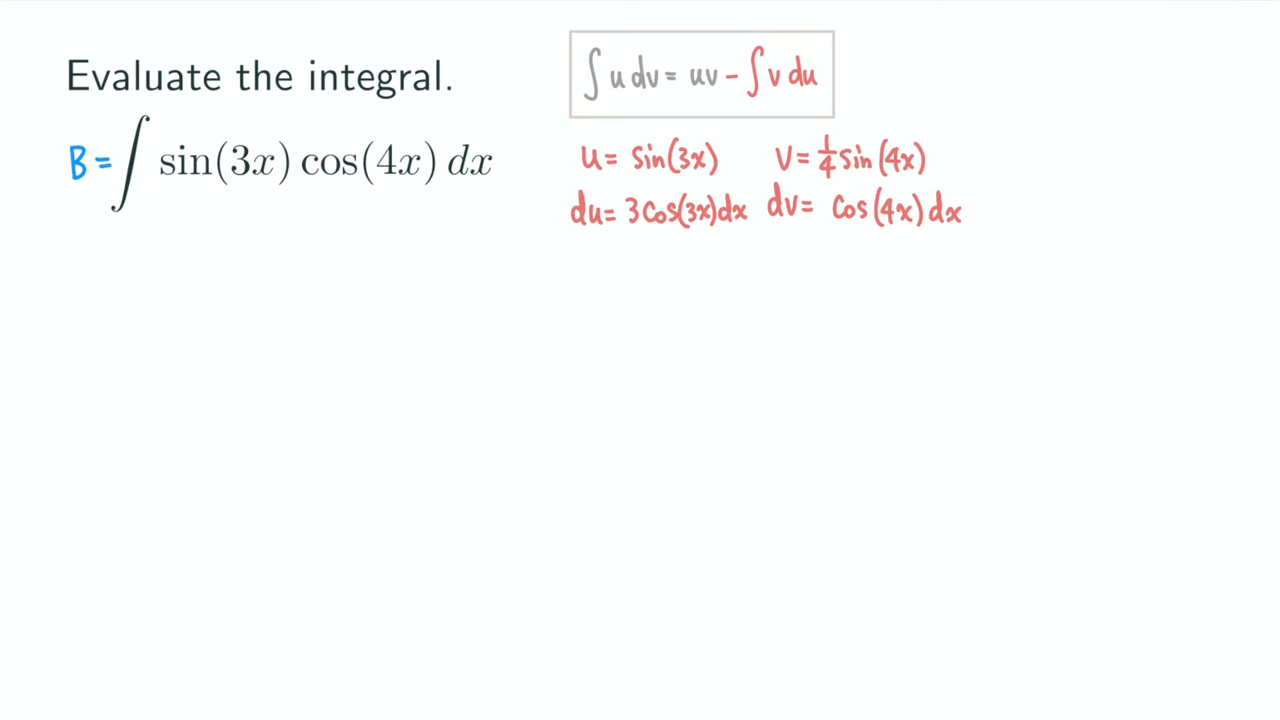 Evaluate the integral.
∫ u dv = uv - ∫ v du
B = ∫ sin(3x) cos(4x) dx
u = sin(3x) v = 1/4 sin(4x)
du = 3cos(3x)dx dv = cos(4x)dx